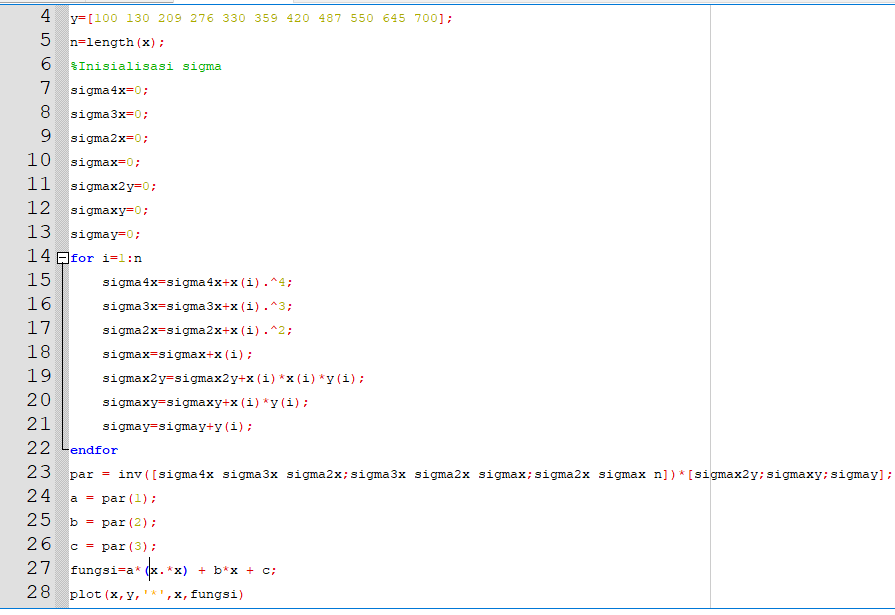 4 y=[100 130 209 276 330 359 420 487 550 645 700];
5 n=length(x);
6 %Inisialisasi sigma
7 sigma4x=0;
8 sigma3x=0;
9 sigma2x=0;
10 sigmax=0;
11 sigmax2y=0;
12 sigmaxy=0;
13 sigmay=0;
14 for i=1:n
15 sigma4x=sigma4x+x(i).^4;
16 sigma3x=sigma3x+x(i).^3;
17 sigma2x=sigma2x+x(i).^2;
18 sigmax=sigmax+x(i);
19 sigmax2y=sigmax2y+x(i)*x(i)*y(i);
20 sigmaxy=sigmaxy+x(i)*y(i);
21 sigmay=sigmay+y(i);
22 endfor
23 par = inv([sigma4x sigma3x sigma2x;sigma3x sigma2x sigmax;sigma2x sigmax n])*[sigmax2y;sigmaxy;sigmay];
24 a = par(1);
25 b = par(2);
26 c = par(3);
27 fungsi=a*(x.*x) + b*x + c;
28 plot(x,y,'*',x,fungsi)